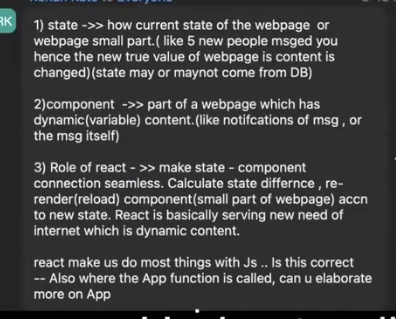 RK
1) state ->> how current state of the webpage or
webpage small part.( like 5 new people msged you
hence the new true value of webpage is content is
changed)(state may or maynot come from DB)
2)component ->> part of a webpage which has
dynamic(variable) content.(like notifcations of msg , or
the msg itself)
3) Role of react - >> make state - component
connection seamless. Calculate state differnce , re-
render(reload) component(small part of webpage) accn
to new state. React is basically serving new need of
internet which is dynamic content.
react make us do most things with Js .. Is this correct
-- Also where the App function is called, can u elaborate
more on App